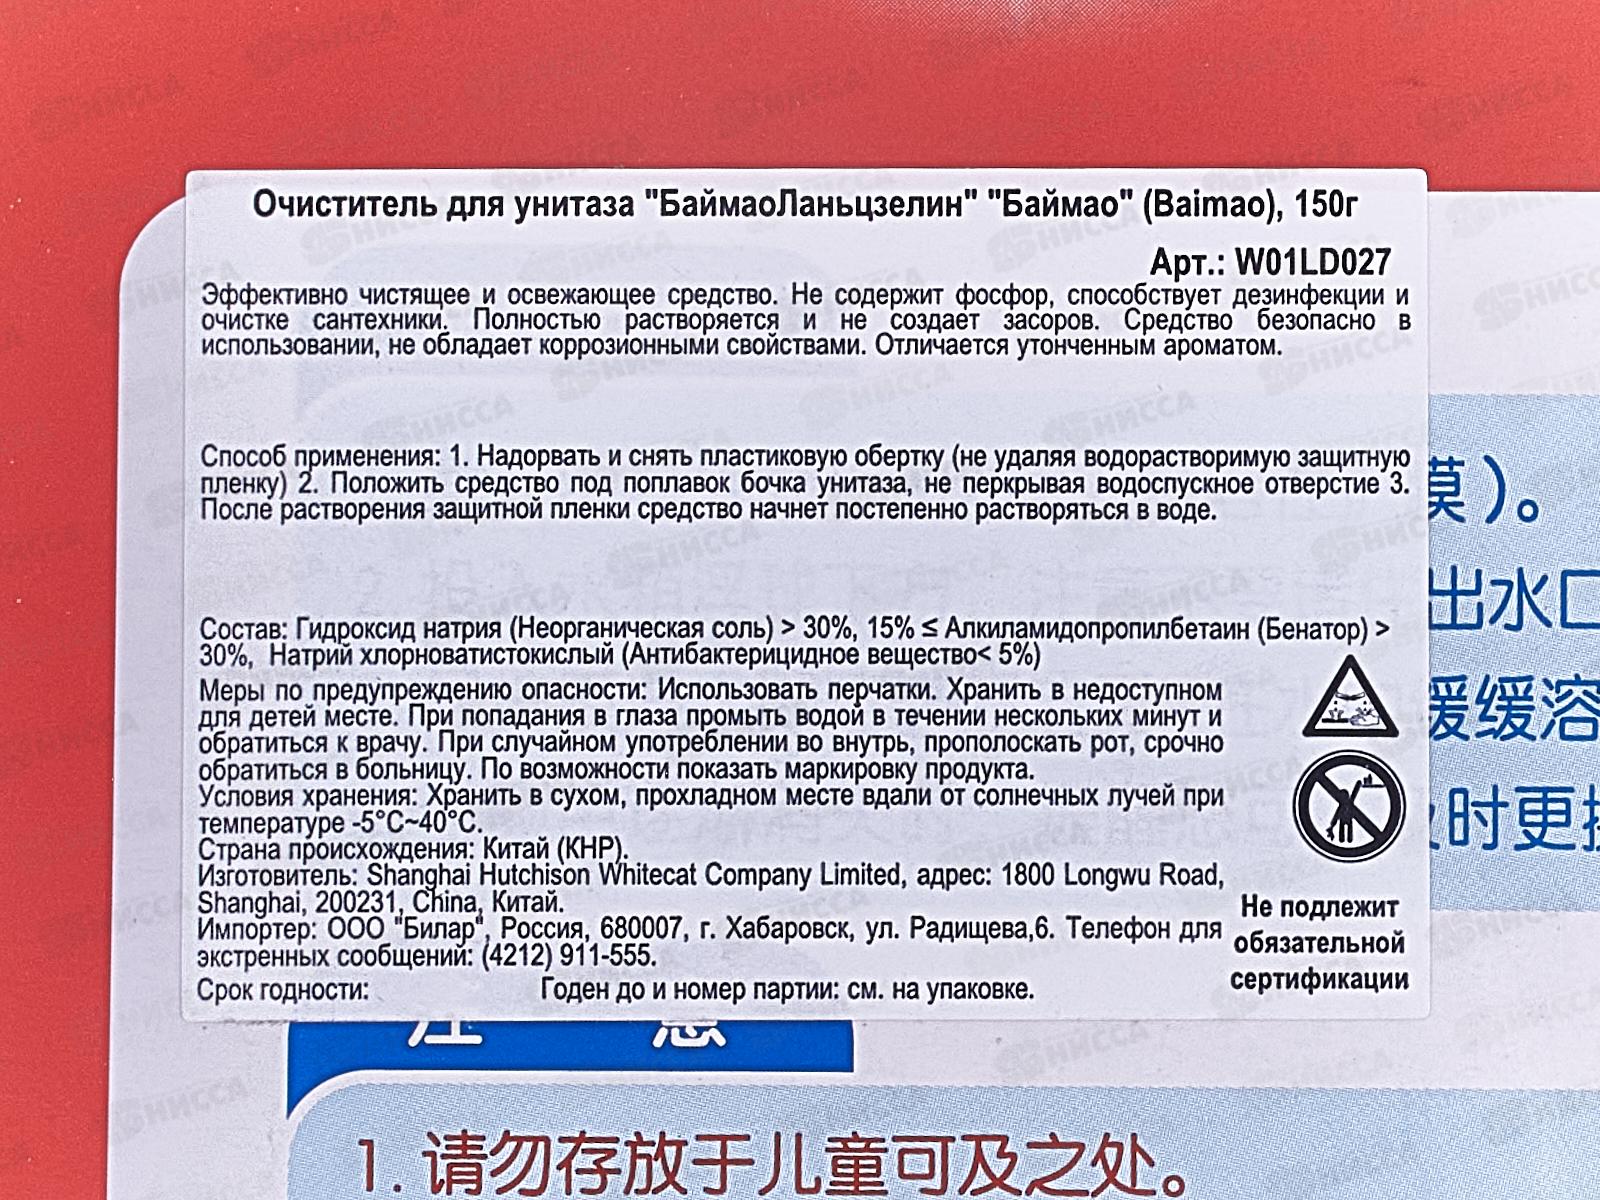 Очиститель для унитаза "БаймаоЛаньцзелин" "Баймао" (Baimao), 150г
Арт.: W01LD027
Эффективно чистящее и освежающее средство. Не содержит фосфор, способствует дезинфекции и
очистке сантехники. Полностью растворяется и не создает засоров. Средство безопасно в
использовании, не обладает коррозионными свойствами. Отличается утонченным ароматом.
Способ применения: 1. Надорвать и снять пластиковую обертку (не удаляя водорастворимую защитную
пленку) 2. Положить средство под поплавок бочка унитаза, не перкрывая водоспускное отверстие 3.
После растворения защитной пленки средство начнет постепенно растворяться в воде.
Состав: Гидроксид натрия (Неорганическая соль) > 30%, 15% ≤ Алкиламидопропилбетаин (Бенатор) >
30%, Натрий хлорноватистокислый (Антибактерицидное вещество< 5%)
Меры по предупреждению опасности: Использовать перчатки. Хранить в недоступном
для детей месте. При попадания в глаза промыть водой в течении нескольких минут и
обратиться к врачу. При случайном употреблении во внутрь, прополоскать рот, срочно
обратиться в больницу. По возможности показать маркировку продукта.
Условия хранения: Хранить в сухом, прохладном месте вдали от солнечных лучей при
температуре -5°С~40°С.
Страна происхождения: Китай (КНР).
Изготовитель: Shanghai Hutchison Whitecat Company Limited, адрес: 1800 Longwu Road,
Shanghai, 200231, China, Китай.
Импортер: ООО "Билар", Россия, 680007, г. Хабаровск, ул. Радищева,6. Телефон для
экстренных сообщений: (4212) 911-555.
Срок годности: Годен до и номер партии: см. на упаковке.
Не подлежит
обязательной
сертификации
膜）。
出水口
缓缓溶
时更换
注 意
1. 请勿存放于儿童可及之处。
НИССА